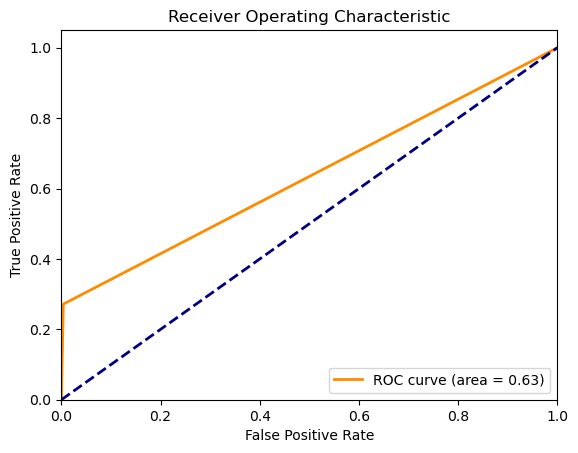 Receiver Operating Characteristic
True Positive Rate
1.0
0.8
0.6
0.4
0.2
0.0
ROC curve (area = 0.63)
0.0 0.2 0.4 0.6 0.8 1.0
False Positive Rate